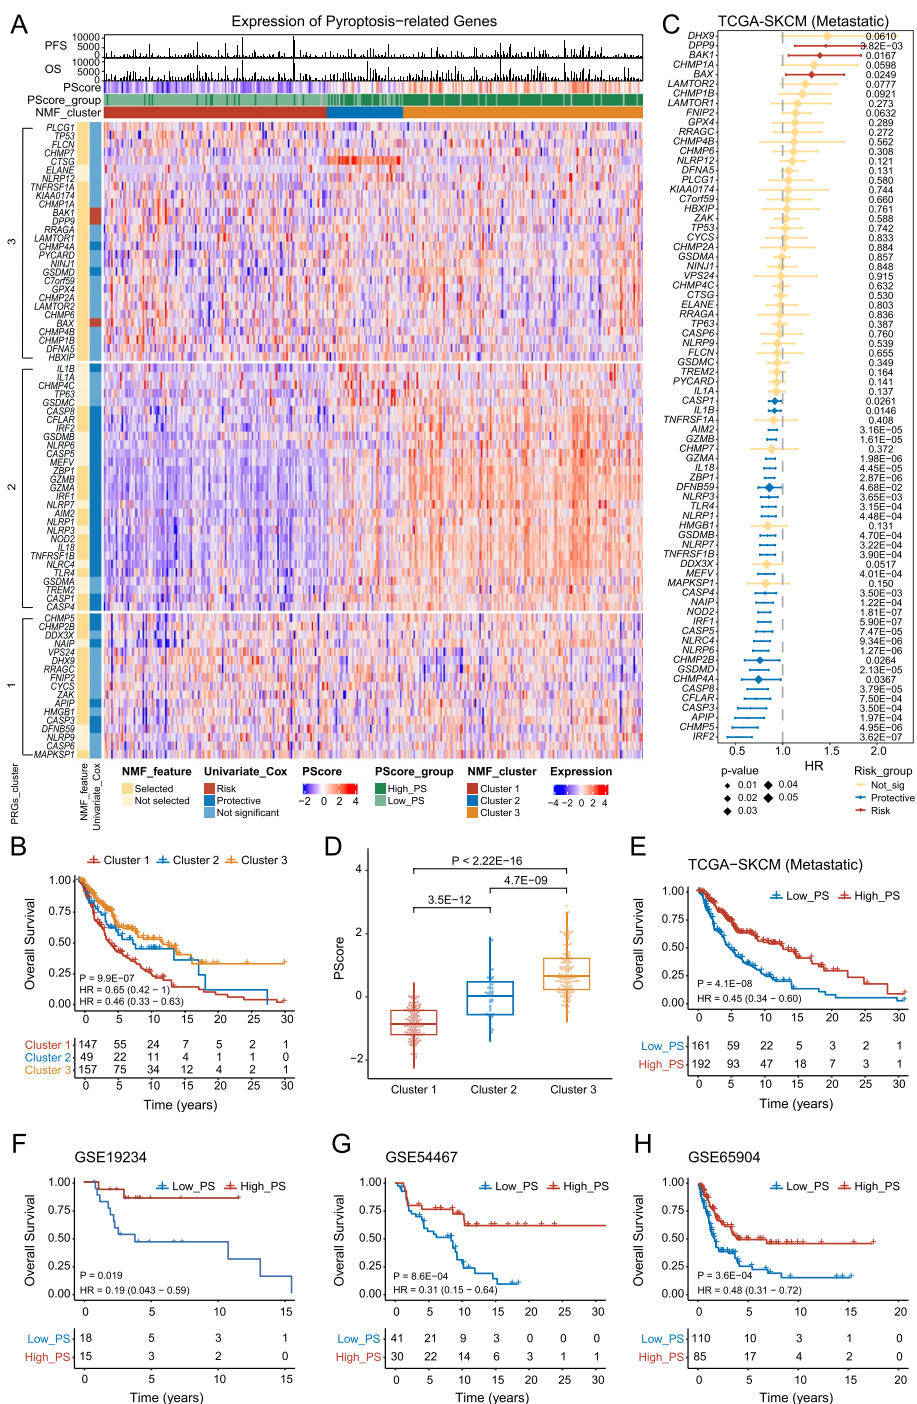 A
Expression of Pyroptosis−related Genes
PFS
10000
5000
0
OS
10000
5000
0
PScore
PScore_group
NMF_cluster
3
PLCG1
TP53
FLCN
CHMP7
CTSG
ELANE
NLRP12
TNFRSF1A
KIAA0174
CHMP1A
BAK1
DPP9
RRAGA
LAMTOR1
CHMP4A
PYCARD
NINJ1
GSDMD
C7orf59
GPX4
CHMP2A
LAMTOR2
CHMP6
BAX
CHMP4B
CHMP1B
DFNA5
HBXIP
2
IL1B
IL1A
CHMP4C
TP63
GSDMC
CASP8
CFLAR
IRF2
GSDMB
NLRP6
CASP5
MEFV
ZBP1
GZMB
GZMA
IRF1
NLRP7
AIM2
NLRP1
NLRP3
NOD2
IL18
TNFRSF1B
NLRC4
TLR4
GSDMA
TREM2
CASP1
CASP4
1
CHMP5
CHMP2B
DDX3X
NAIP
VPS24
DHX9
RRAGC
FNIP2
CYCS
ZAK
APIP
HMGB1
CASP3
DFNB59
NLRP9
CASP6
MAPKSP1
PRGs_cluster
NMF_feature
Univariate_Cox
NMF_feature
Selected
Not selected
Univariate_Cox
Risk
Protective
Not significant
PScore
−2 0 2 4
PScore_group
High_PS
Low_PS
NMF_cluster
Cluster 1
Cluster 2
Cluster 3
Expression
−4 −2 0 2 4
C
TCGA-SKCM (Metastatic)
DHX9 0.0610
DPP9 3.82E−03
BAK1 0.0167
CHMP1A 0.0598
BAX 0.0249
LAMTOR2 0.0777
CHMP1B 0.0921
LAMTOR1 0.273
FNIP2 0.0632
GPX4 0.289
RRAGC 0.272
CHMP4B 0.562
CHMP6 0.308
NLRP12 0.121
DFNA5 0.131
PLCG1 0.580
KIAA0174 0.744
C7orf59 0.660
HBXIP 0.761
ZAK 0.588
TP53 0.742
CYCS 0.833
CHMP2A 0.884
GSDMA 0.857
NINJ1 0.848
VPS24 0.915
CHMP4C 0.632
CTSG 0.530
ELANE 0.803
RRAGA 0.836
TP63 0.387
CASP6 0.760
NLRP9 0.539
FLCN 0.655
GSDMC 0.349
TREM2 0.164
PYCARD 0.141
IL1A 0.137
CASP1 0.0261
IL1B 0.0146
TNFRSF1A 0.408
AIM2 3.16E−05
GZMB 1.61E−05
CHMP7 0.372
GZMA 1.98E−06
IL18 4.45E−05
ZBP1 2.87E−06
DFNB59 4.68E−02
NLRP3 3.65E−03
TLR4 3.15E−04
NLRP1 4.48E−04
HMGB1 0.131
GSDMB 4.70E−04
NLRP7 3.22E−04
TNFRSF1B 3.90E−04
DDX3X 0.0517
MEFV 4.01E−04
MAPKSP1 0.150
CASP4 3.50E−03
NAIP 1.22E−04
NOD2 1.81E−07
IRF1 5.90E−07
CASP5 7.47E−05
NLRC4 9.34E−06
NLRP6 1.27E−06
CHMP2B 0.0264
GSDMD 2.13E−05
CHMP4A 0.0367
CASP8 3.79E−05
CFLAR 7.50E−04
CASP3 3.50E−04
APIP 1.97E−04
CHMP5 4.95E−06
IRF2 3.62E−07
0.5 1.0 1.5 2.0
HR
p-value
0.01
0.02
0.03
0.04
0.05
Risk_group
Not_sig
Protective
Risk
B
Cluster 1 Cluster 2 Cluster 3
Overall Survival
1.00
0.75
0.50
0.25
0.00
P = 9.9E−07
HR = 0.65 (0.42 − 1)
HR = 0.46 (0.33 − 0.63)
0 5 10 15 20 25 30
Cluster 1 147 55 24 7 5 2 1
Cluster 2 49 22 11 4 1 1 0
Cluster 3 157 75 34 12 4 2 1
0 5 10 15 20 25 30
Time (years)
D
P < 2.22E−16
4.7E−09
3.5E−12
PScore
4
2
0
−2
Cluster 1 Cluster 2 Cluster 3
E
TCGA−SKCM (Metastatic)
Low_PS High_PS
Overall Survival
1.00
0.75
0.50
0.25
0.00
P = 4.1E−08
HR = 0.45 (0.34 − 0.60)
0 5 10 15 20 25 30
Low_PS 161 59 22 5 3 2 1
High_PS 192 93 47 18 7 3 1
0 5 10 15 20 25 30
Time (years)
F
GSE19234
Low_PS High_PS
Overall Survival
1.00
0.75
0.50
0.25
0.00
P = 0.019
HR = 0.19 (0.043 − 0.59)
0 5 10 15
Low_PS 18 5 3 1
High_PS 15 3 2 0
0 5 10 15
Time (years)
G
GSE54467
Low_PS High_PS
Overall Survival
1.00
0.75
0.50
0.25
0.00
P = 8.6E−04
HR = 0.31 (0.15 − 0.64)
0 5 10 15 20 25 30
Low_PS 41 21 9 3 0 0 0
High_PS 30 22 14 6 3 1 1
0 5 10 15 20 25 30
Time (years)
H
GSE65904
Low_PS High_PS
Overall Survival
1.00
0.75
0.50
0.25
0.00
P = 3.6E−04
HR = 0.48 (0.31 − 0.72)
0 5 10 15 20
Low_PS 110 10 3 1 0
High_PS 85 17 4 2 0
0 5 10 15 20
Time (years)